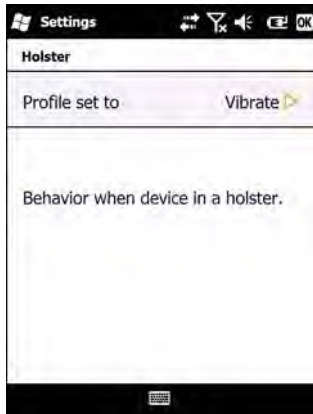 Settings
OK
Holster
Profile set to Vibrate
Behavior when device in a holster.